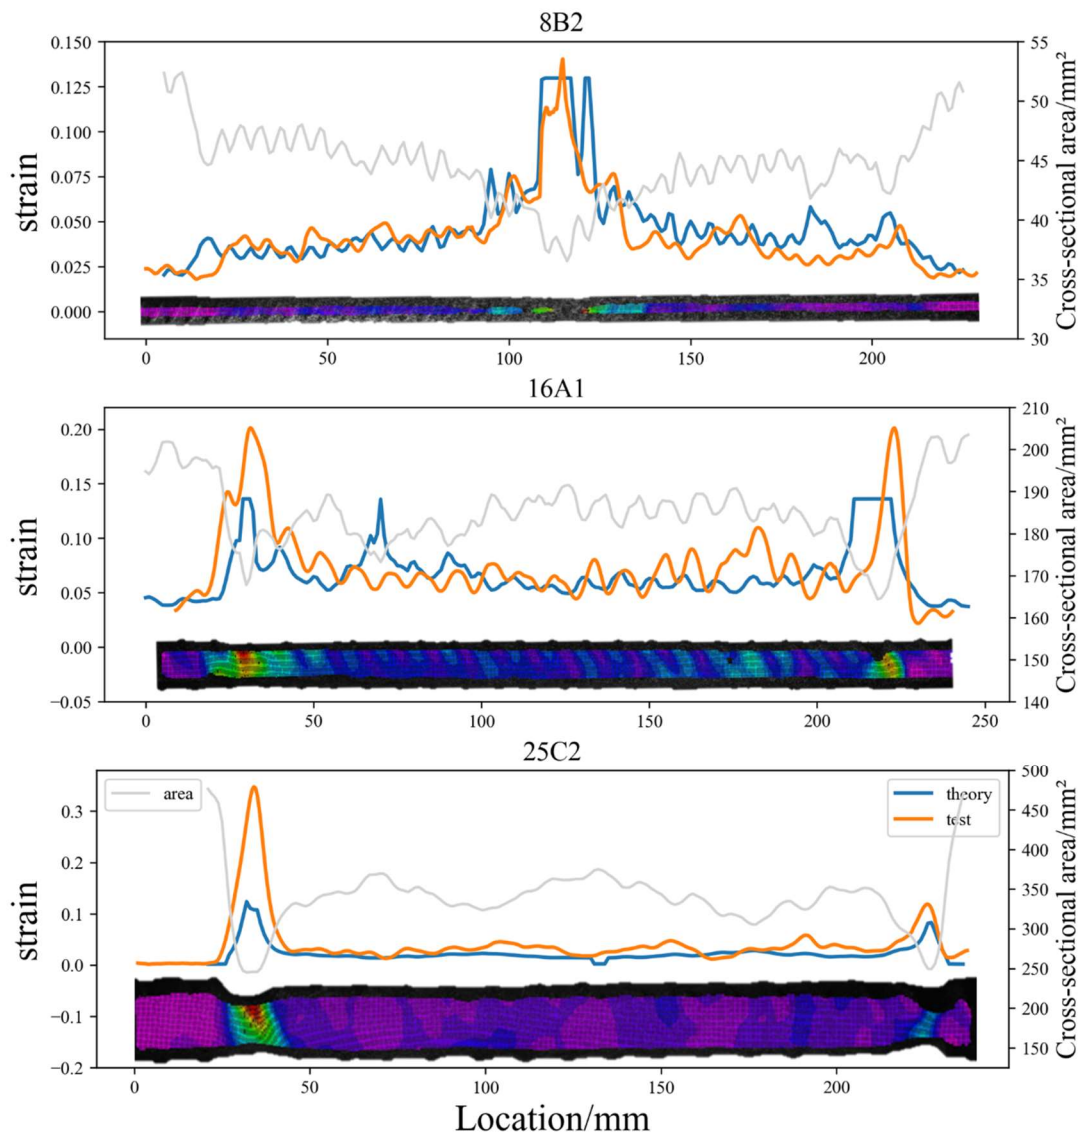 8B2
0.150
0.125
0.100
0.075
0.050
0.025
0.000
strain
55
50
45
40
35
30
Cross-sectional area/mm²
0 50 100 150 200
16A1
0.20
0.15
0.10
0.05
0.00
−0.05
strain
210
200
190
180
170
160
150
140
Cross-sectional area/mm²
0 50 100 150 200 250
25C2
area
theory
test
0.3
0.2
0.1
0.0
−0.1
−0.2
strain
500
450
400
350
300
250
200
150
Cross-sectional area/mm²
0 50 100 150 200
Location/mm